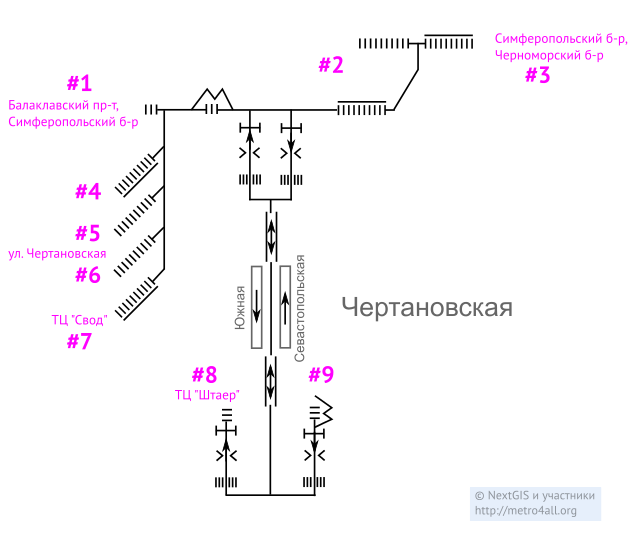 Симферопольский б-р,
Черноморский б-р
#2
#3
#1
Балаклавский пр-т,
Симферопольский б-р
#4
#5
ул. Чертановская
#6
ТЦ "Свод"
#7
Южная
Севастопольская
Чертановская
#8
ТЦ "Штаер"
#9
© NextGIS и участники
http://metro4all.org